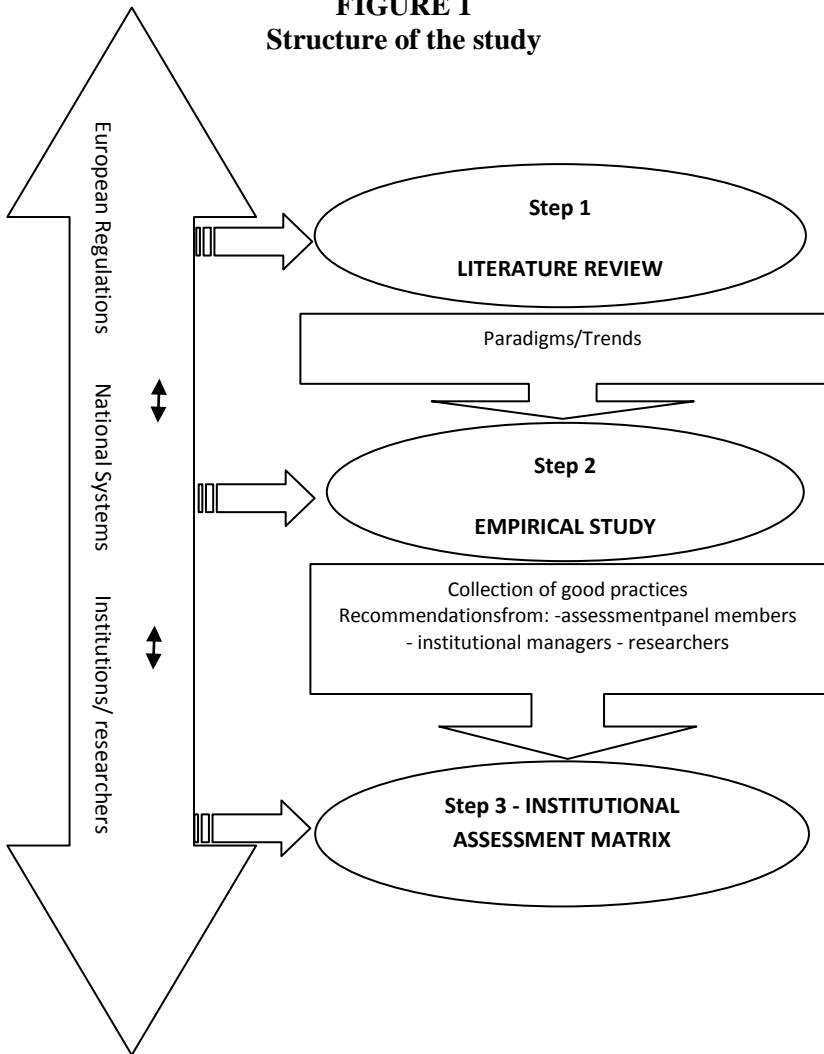 FIGURE 1
Structure of the study
European Regulations
National Systems
Institutions/ researchers
Step 1
LITERATURE REVIEW
Paradigms/Trends
Step 2
EMPIRICAL STUDY
Collection of good practices
Recommendationsfrom: -assessmentpanel members
- institutional managers - researchers
Step 3 - INSTITUTIONAL
ASSESSMENT MATRIX